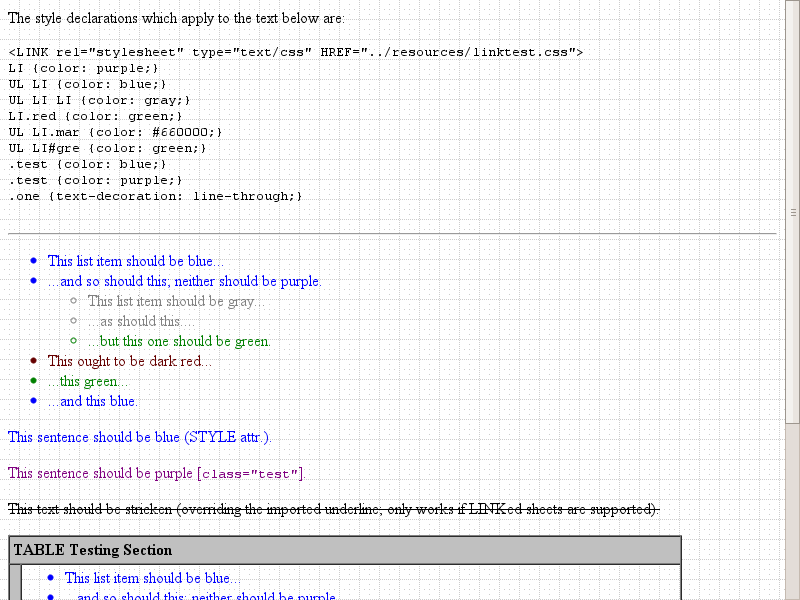 The style declarations which apply to the text below are:
<LINK rel="stylesheet" type="text/css" HREF="../resources/linktest.css">
LI {color: purple;}
UL LI {color: blue;}
UL LI LI {color: gray;}
LI.red {color: green;}
UL LI.mar {color: #660000;}
UL LI#gre {color: green;}
.test {color: blue;}
.test {color: purple;}
.one {text-decoration: line-through;}
This list item should be blue...
...and so should this; neither should be purple.
This list item should be gray...
...as should this....
...but this one should be green.
This ought to be dark red...
...this green...
...and this blue.
This sentence should be blue (STYLE attr.).
This sentence should be purple [class="test"].
This text should be stricken (overriding the imported underline; only works if LINKed sheets are supported).
TABLE Testing Section
This list item should be blue...
...and so should this; neither should be purple.